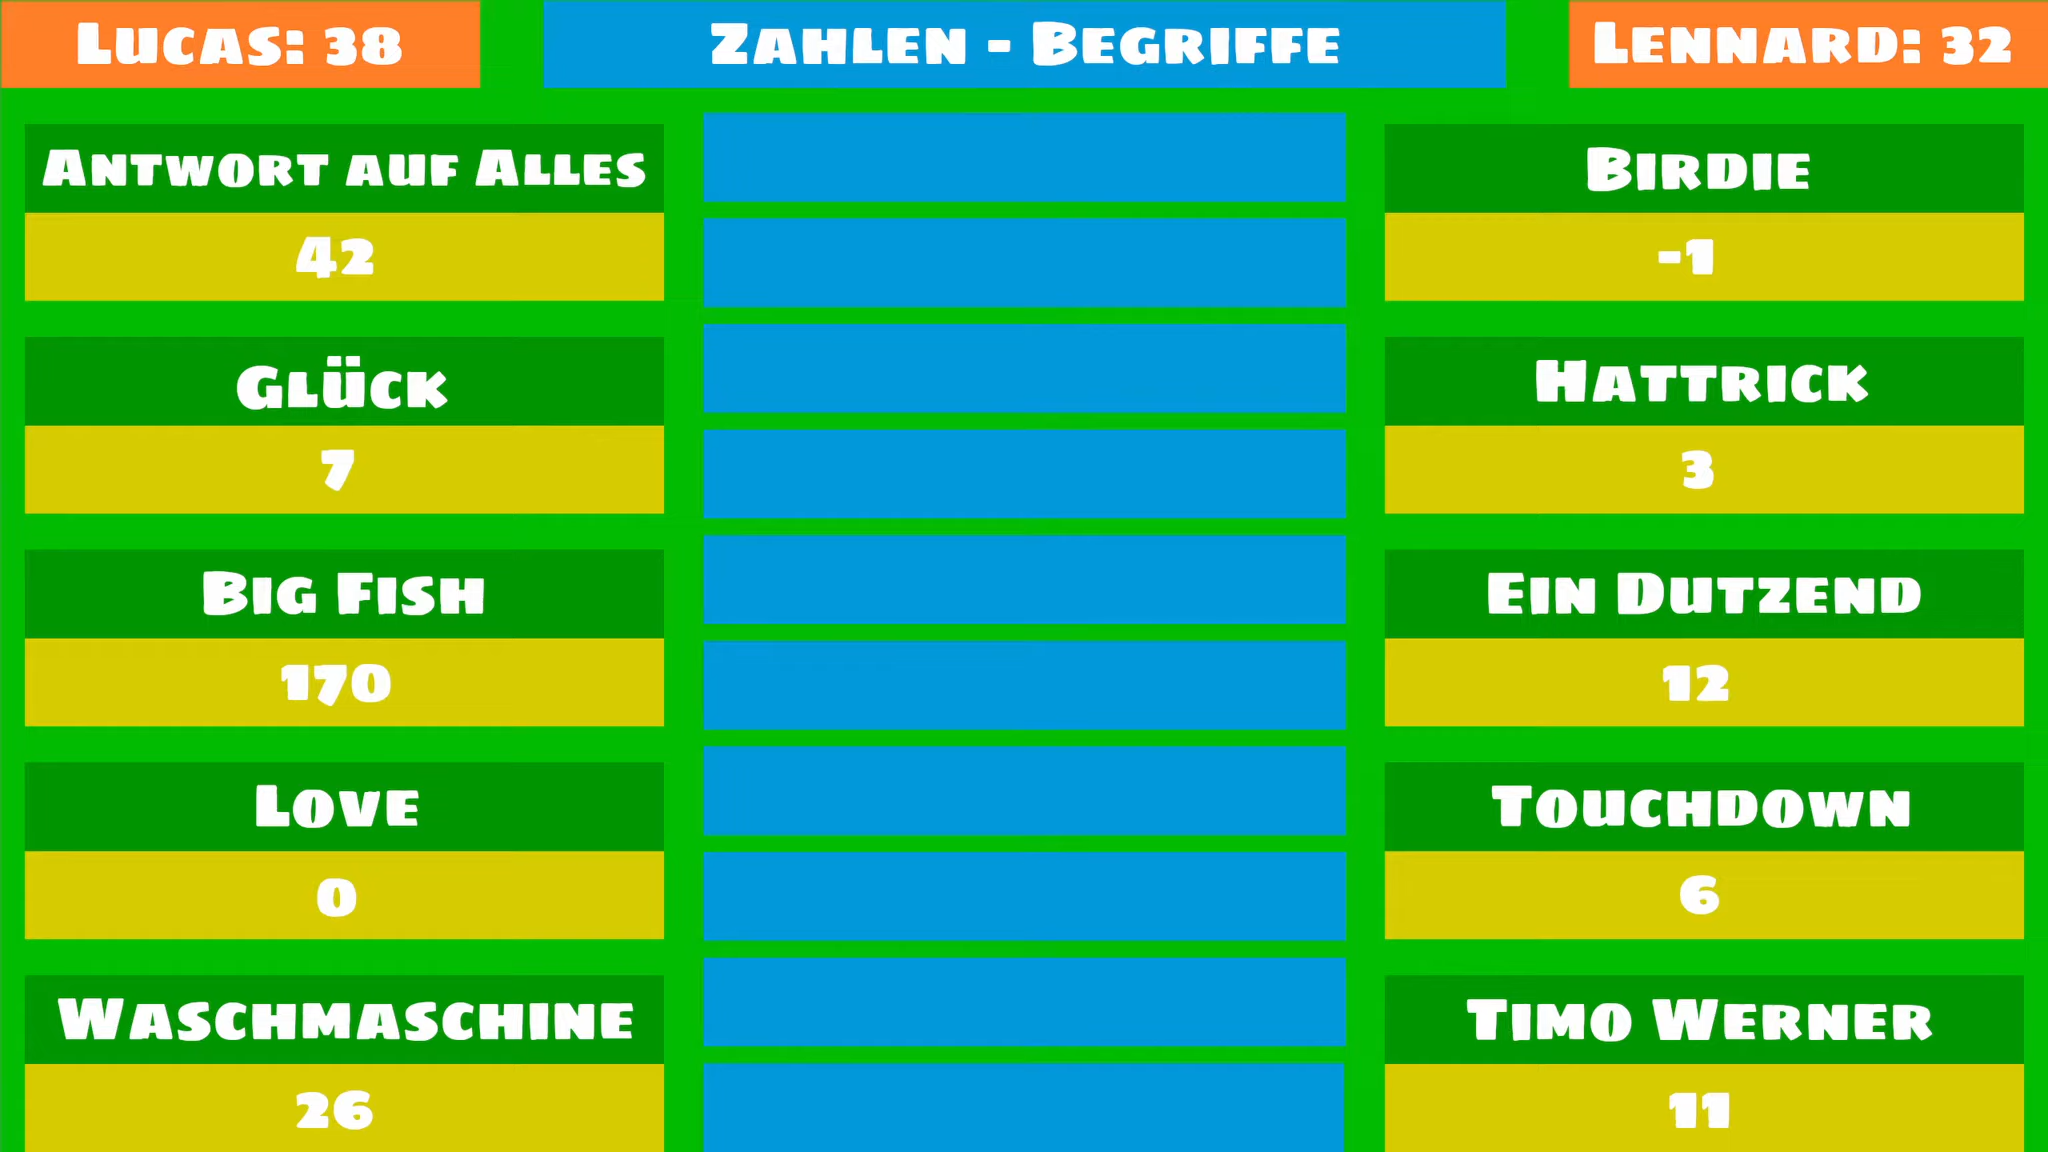 Lucas: 38
Zahlen - Begriffe
Lennard: 32
Antwort auf Alles
42
Glück
7
Big Fish
170
Love
0
Waschmaschine
26
Birdie
-1
Hattrick
3
Ein Dutzend
12
Touchdown
6
Timo Werner
11